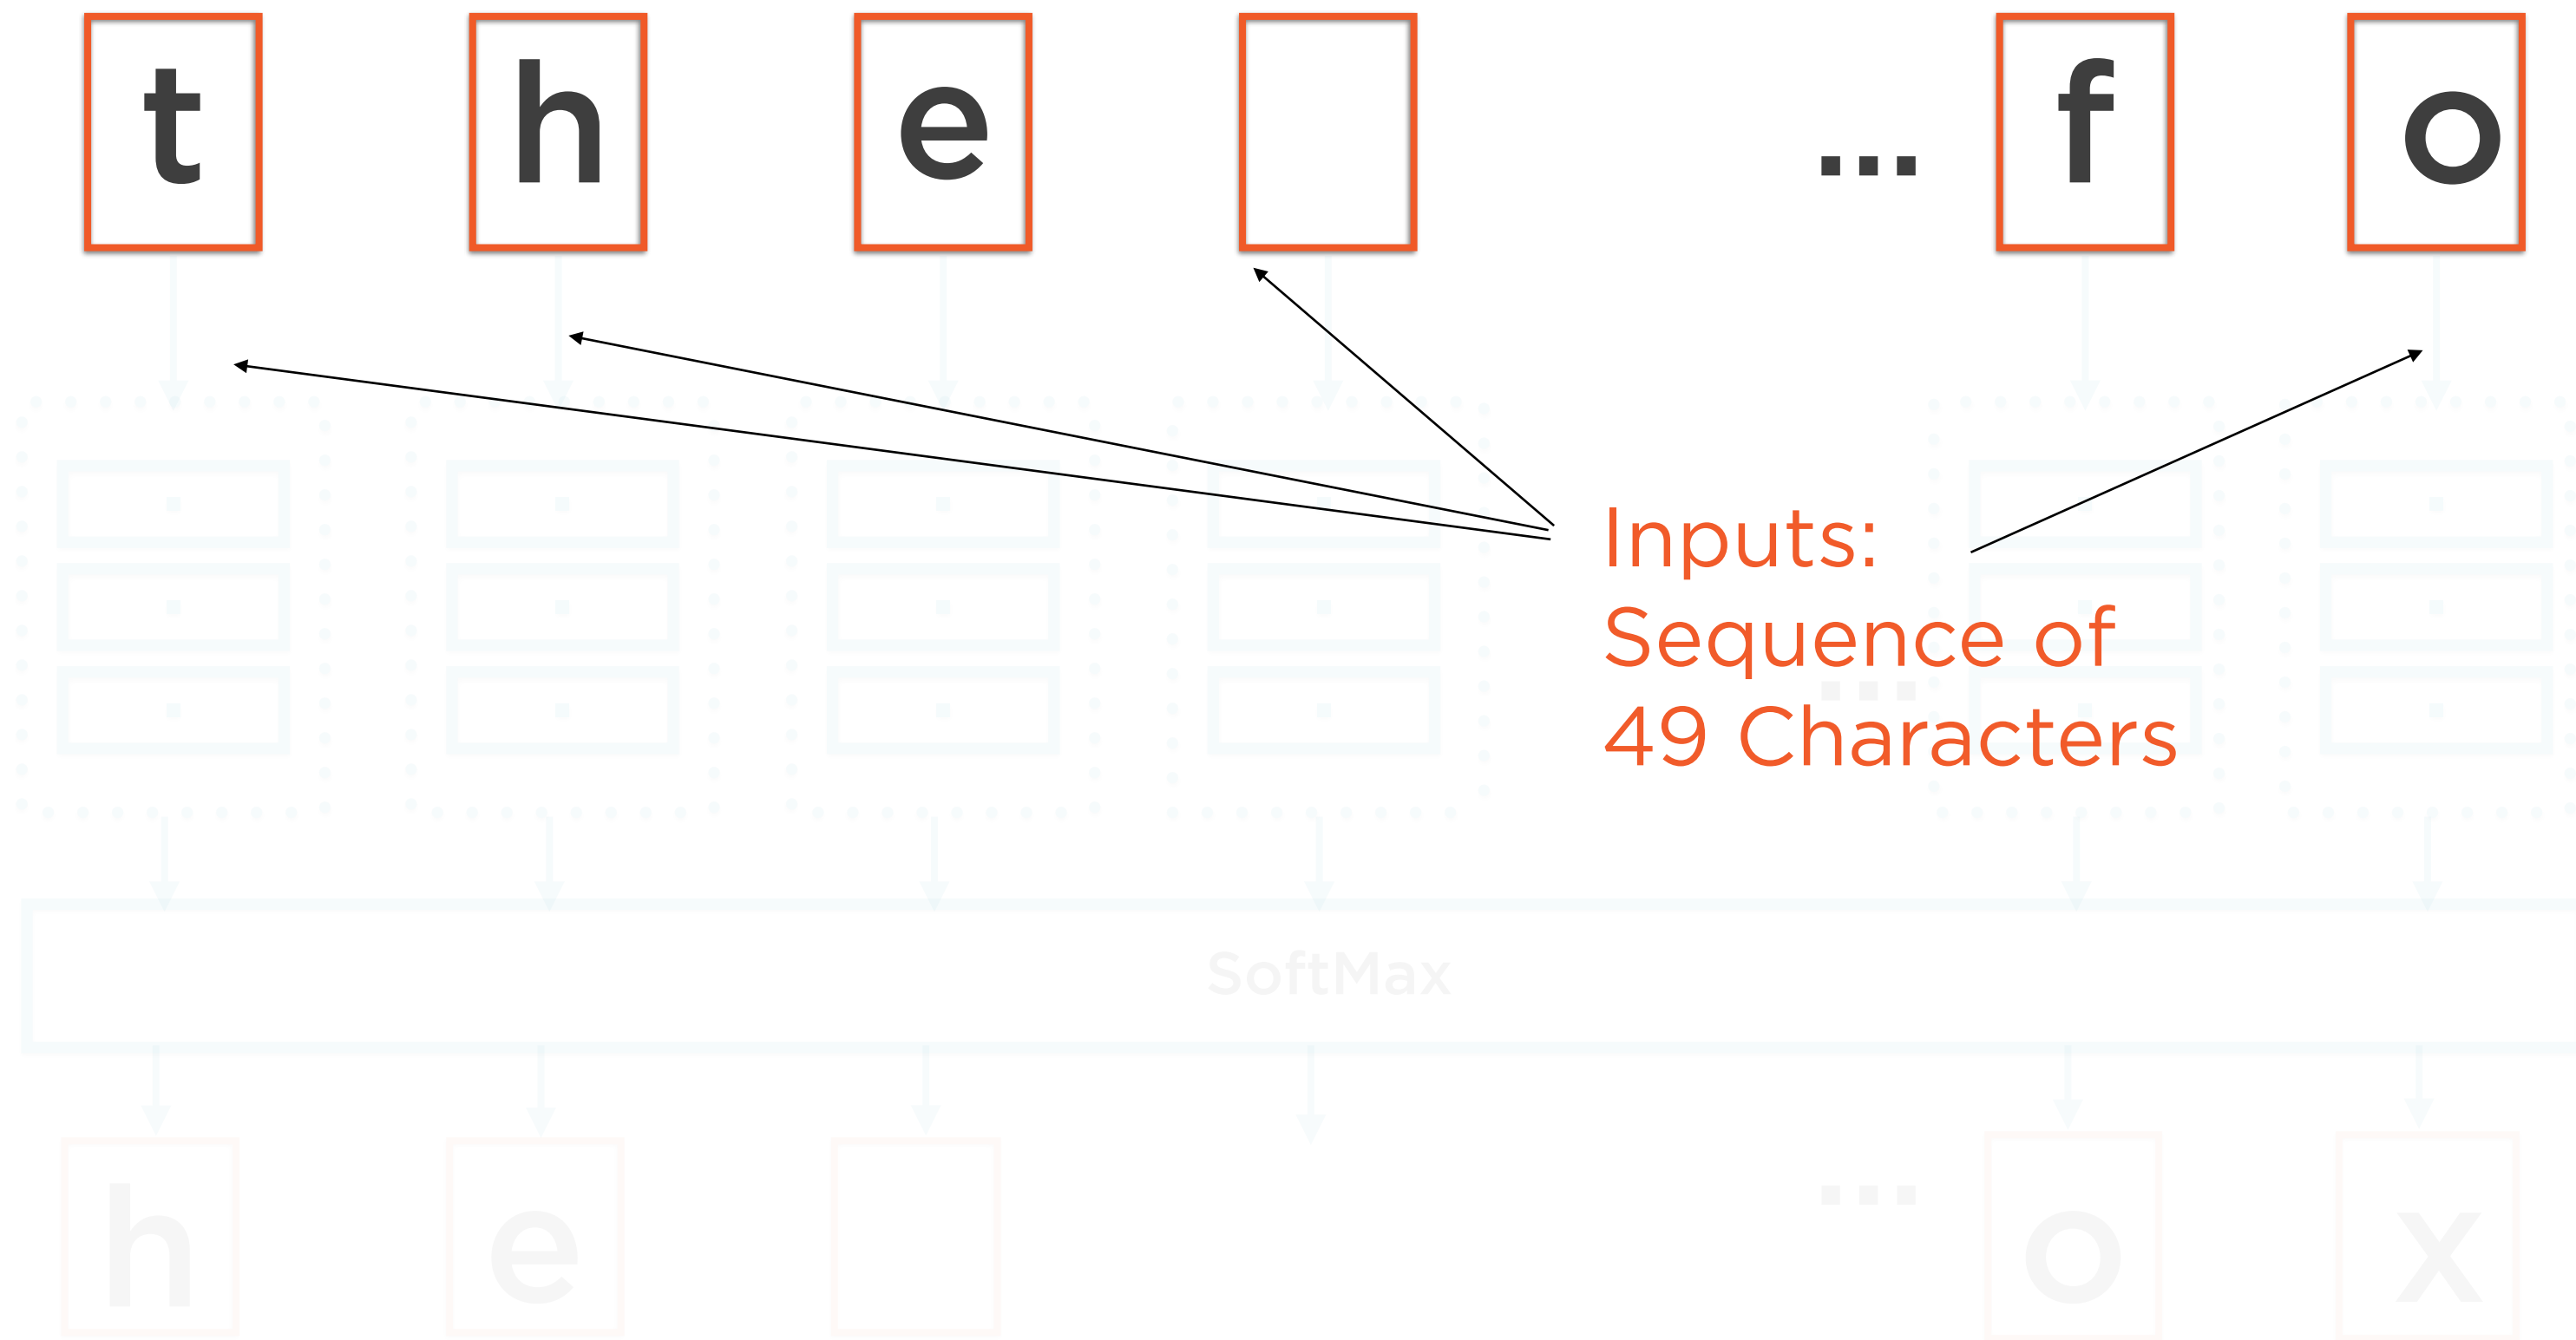 t h e … f o
Inputs:
Sequence of
49 Characters
…
SoftMax
h e … o x